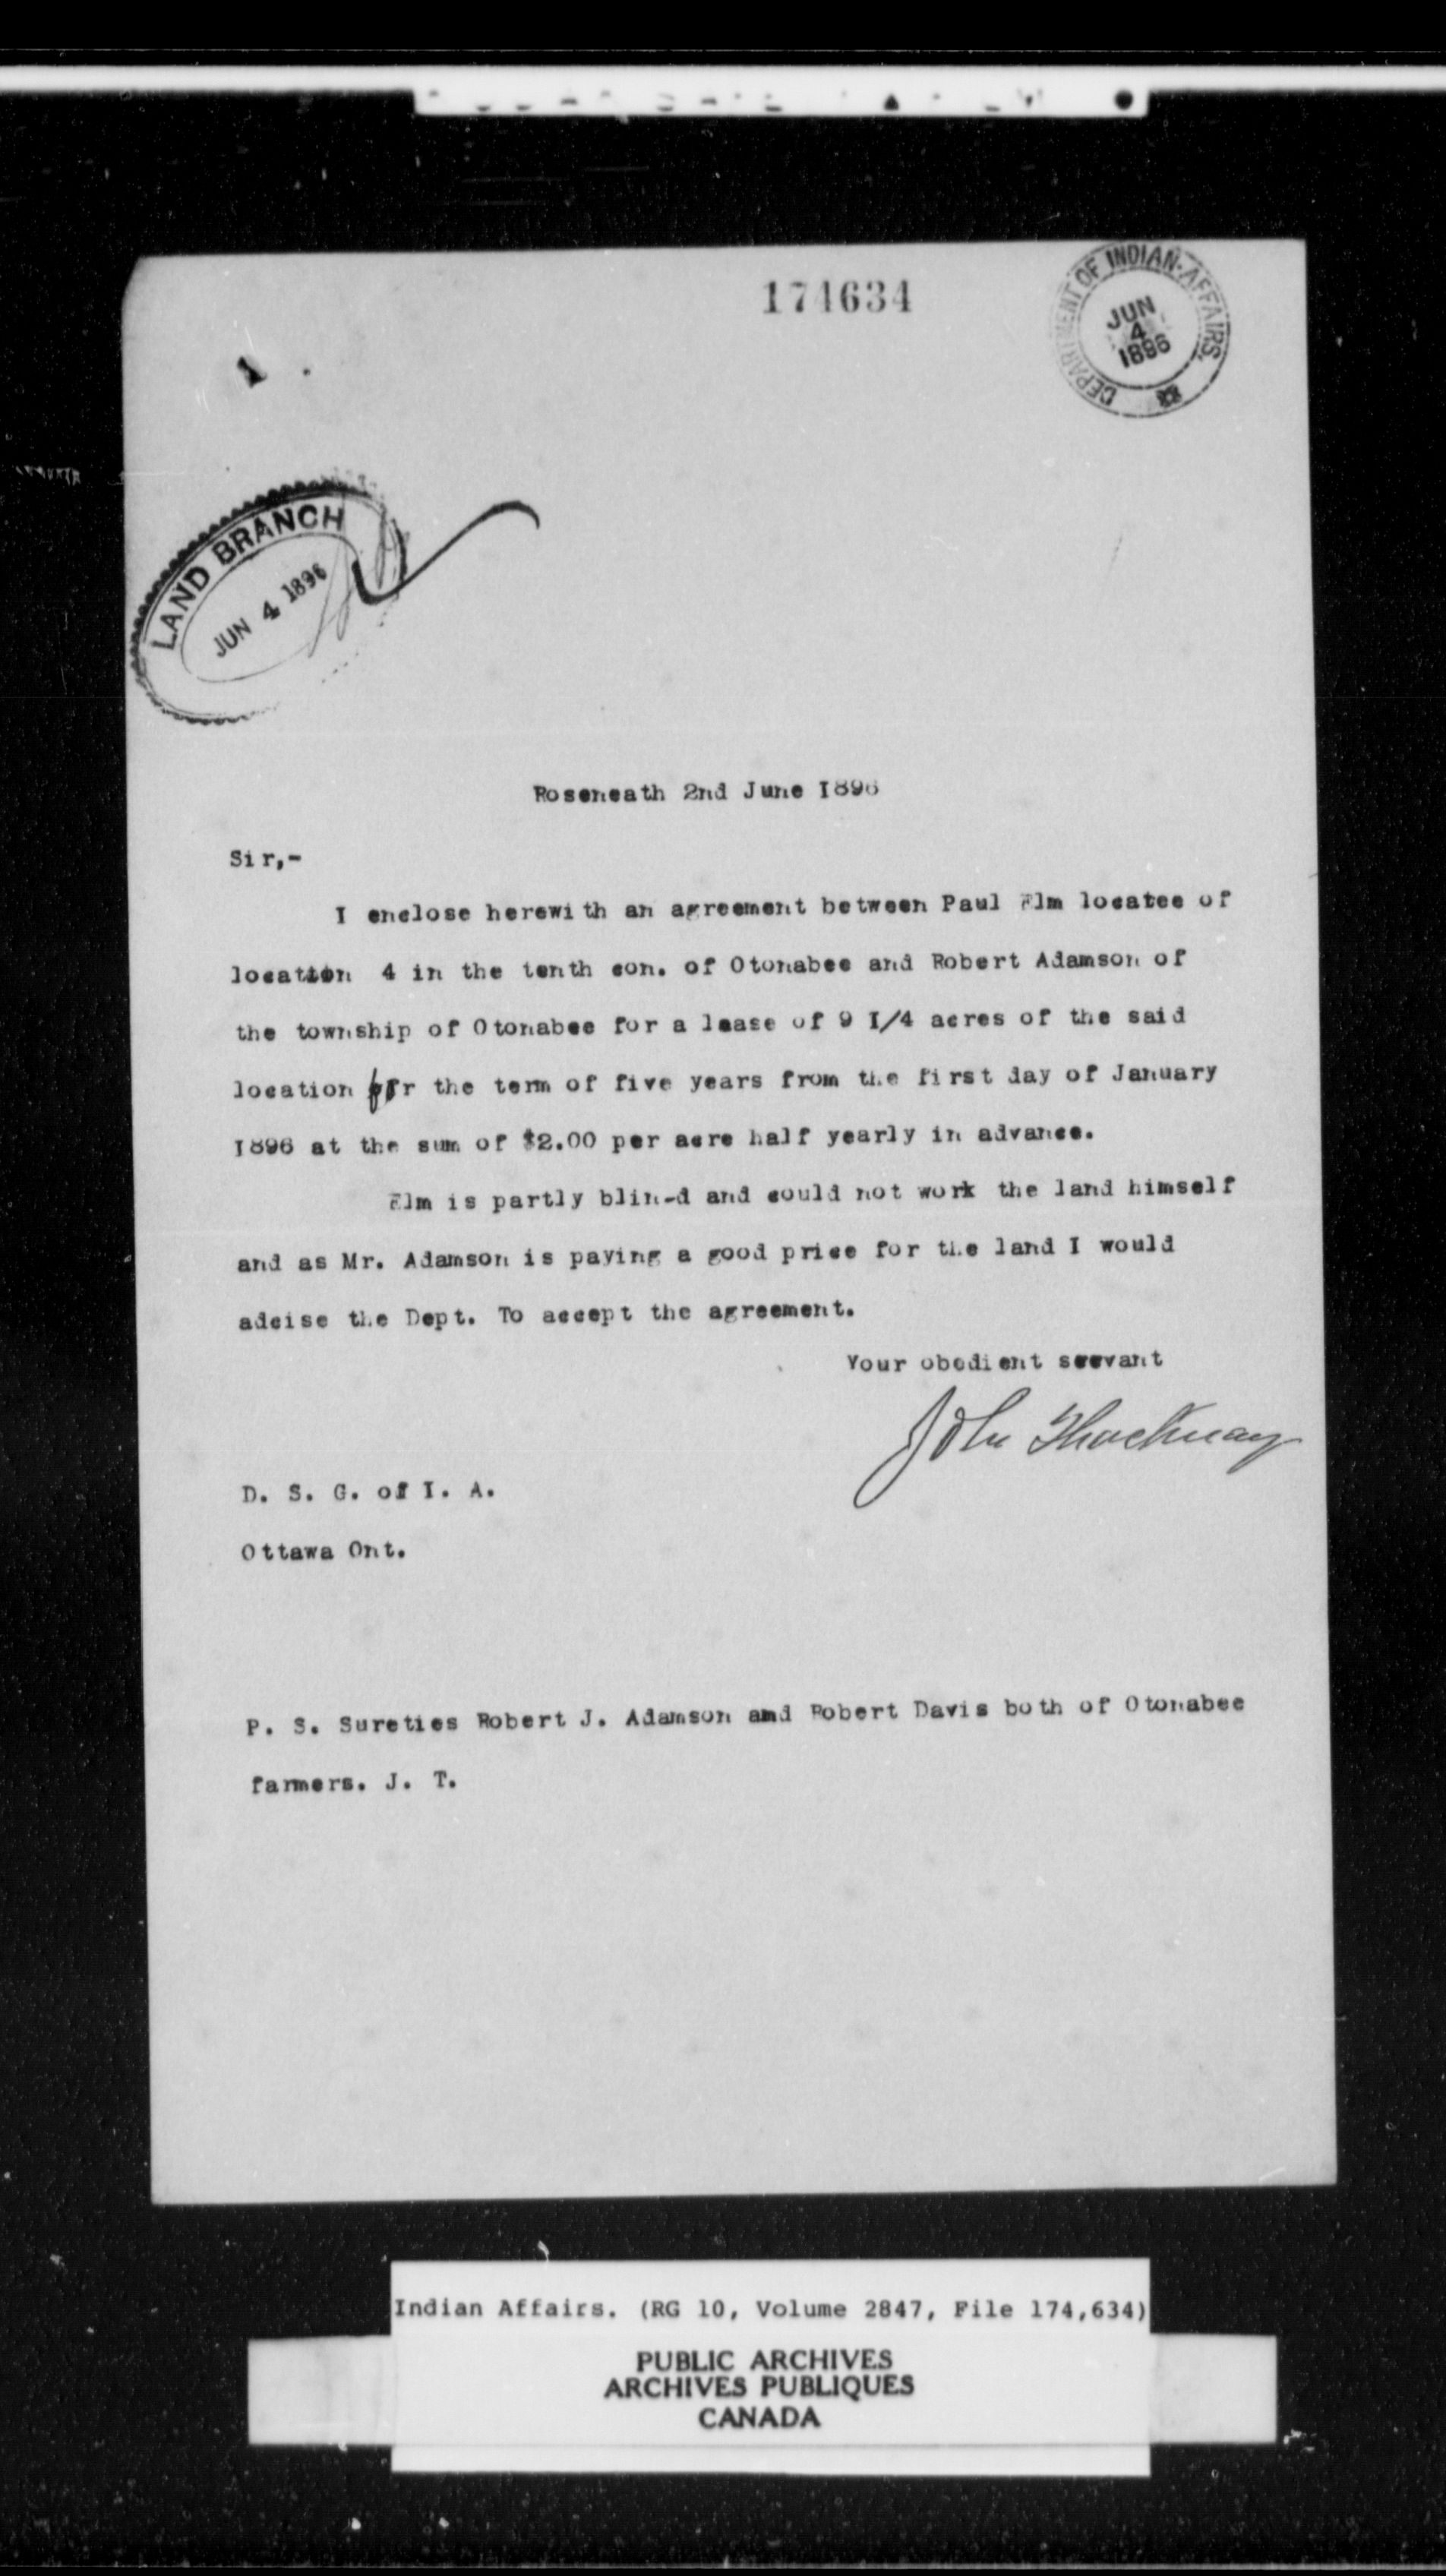 174634
DEPARTMENT OF INDIAN AFFAIRS.
JUN
4
1896
1
LAND BRANCH
JUN 4 1896
Roseneath 2nd June I896
Sir,-
I enclose herewith an agreement between Paul Elm locatee of
location 4 in the tenth con. of Otonabee and Robert Adamson of
the township of Otonabee for a lease of 9 I/4 acres of the said
location for the term of five years from the first day of January
I896 at the sum of $2.00 per acre half yearly in advance.
Elm is partly blin-d and could not work the land himself
and as Mr. Adamson is paying a good price for the land I would
adcise the Dept. To accept the agreement.
Your obedient servant
John Thackeray
D. S. G. of I. A.
Ottawa Ont.
P. S. Sureties Robert J. Adamson and Robert Davis both of Otonabee
farmers. J. T.
Indian Affairs. (RG 10, Volume 2847, File 174,634)
PUBLIC ARCHIVES
ARCHIVES PUBLIQUES
CANADA